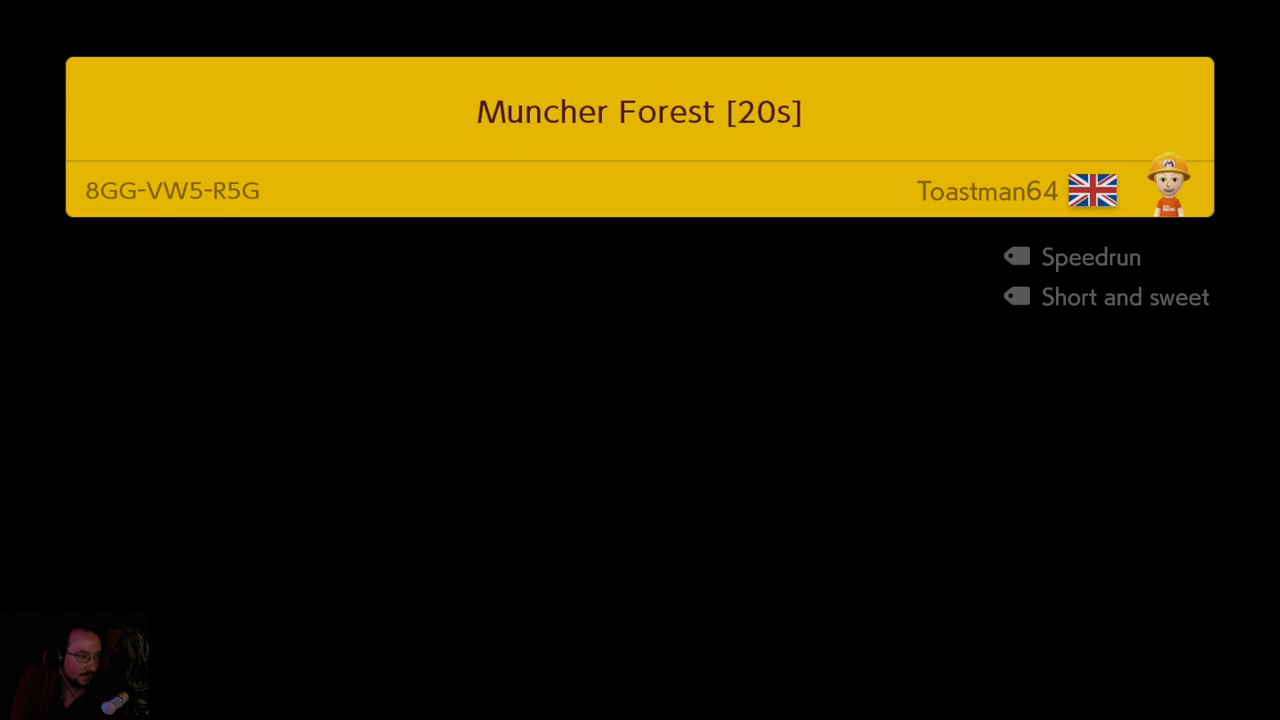 Muncher Forest [20s]
8GG-VW5-R5G
Toastman64
Speedrun
Short and sweet